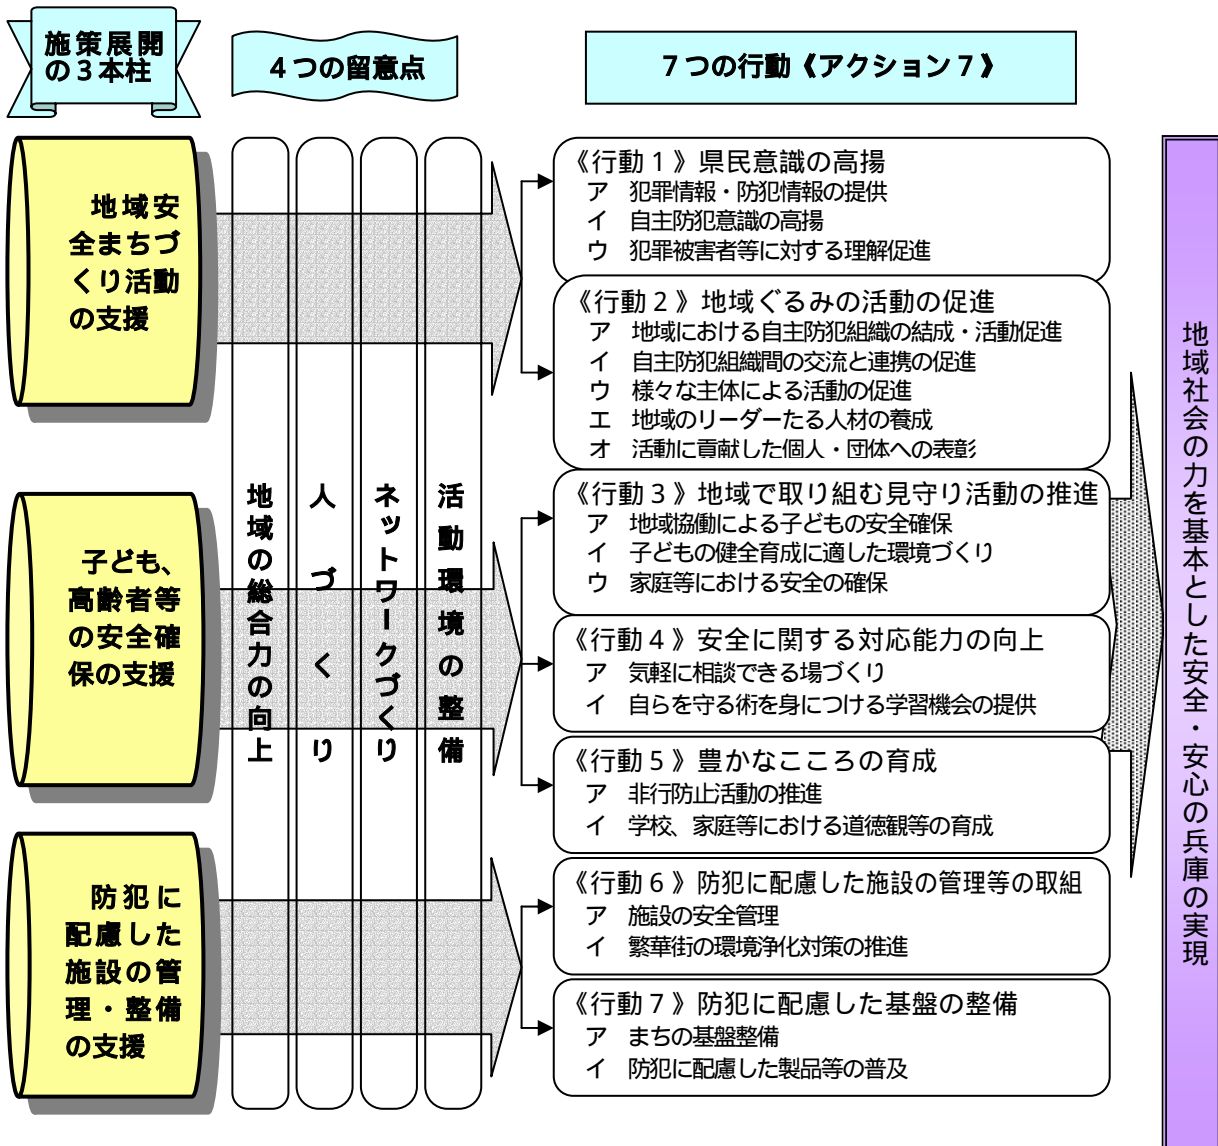 施策展開
の３本柱
４つの留意点
７つの行動《アクション７》
地域安
全まちづ
くり活動
の支援
子ども、
高齢者等
の安全確
保の支援
防犯に
配慮した
施設の管
理・整備
の支援
地域の総合力の向上
人づくり
ネットワークづくり
活動環境の整備
《行動１》県民意識の高揚
ア　犯罪情報・防犯情報の提供
イ　自主防犯意識の高揚
ウ　犯罪被害者等に対する理解促進
《行動２》地域ぐるみの活動の促進
ア　地域における自主防犯組織の結成・活動促進
イ　自主防犯組織間の交流と連携の促進
ウ　様々な主体による活動の促進
エ　地域のリーダーたる人材の養成
オ　活動に貢献した個人・団体への表彰
《行動３》地域で取り組む見守り活動の推進
ア　地域協働による子どもの安全確保
イ　子どもの健全育成に適した環境づくり
ウ　家庭等における安全の確保
《行動４》安全に関する対応能力の向上
ア　気軽に相談できる場づくり
イ　自らを守る術を身につける学習機会の提供
《行動５》豊かなこころの育成
ア　非行防止活動の推進
イ　学校、家庭等における道徳観等の育成
《行動６》防犯に配慮した施設の管理等の取組
ア　施設の安全管理
イ　繁華街の環境浄化対策の推進
《行動７》防犯に配慮した基盤の整備
ア　まちの基盤整備
イ　防犯に配慮した製品等の普及
地域社会の力を基本とした安全・安心の兵庫の実現